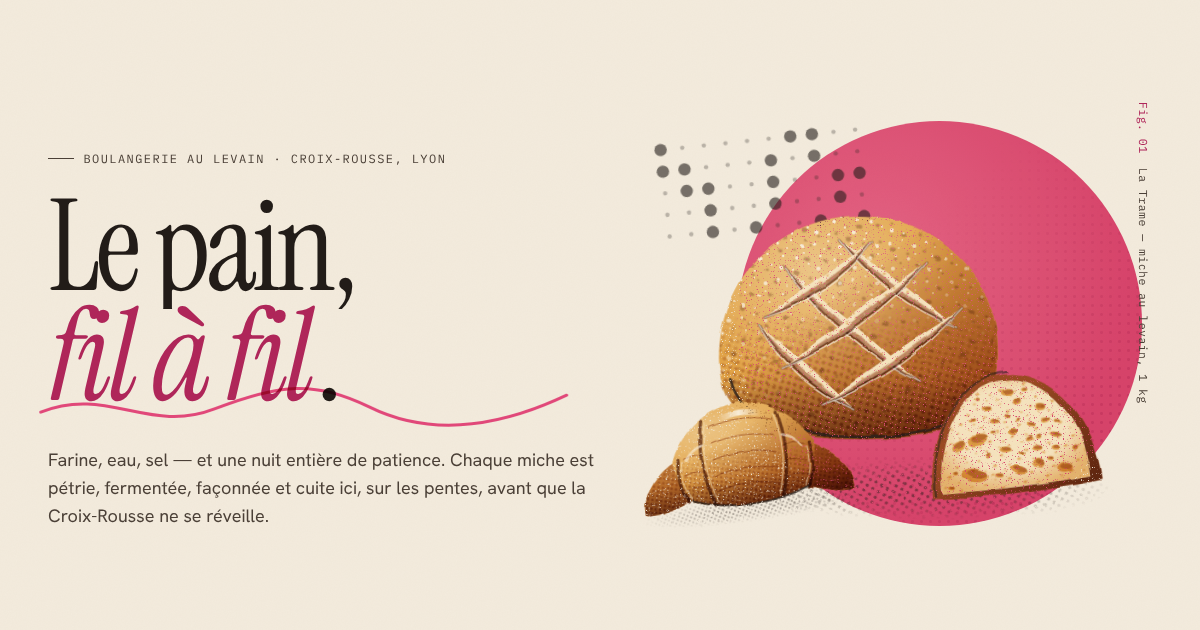 BOULANGERIE AU LEVAIN · CROIX-ROUSSE, LYON
Le pain,
fil à fil.
Farine, eau, sel — et une nuit entière de patience. Chaque miche est
pétrie, fermentée, façonnée et cuite ici, sur les pentes, avant que la
Croix-Rousse ne se réveille.
Fig. 01 La Trame — miche au levain, 1 kg